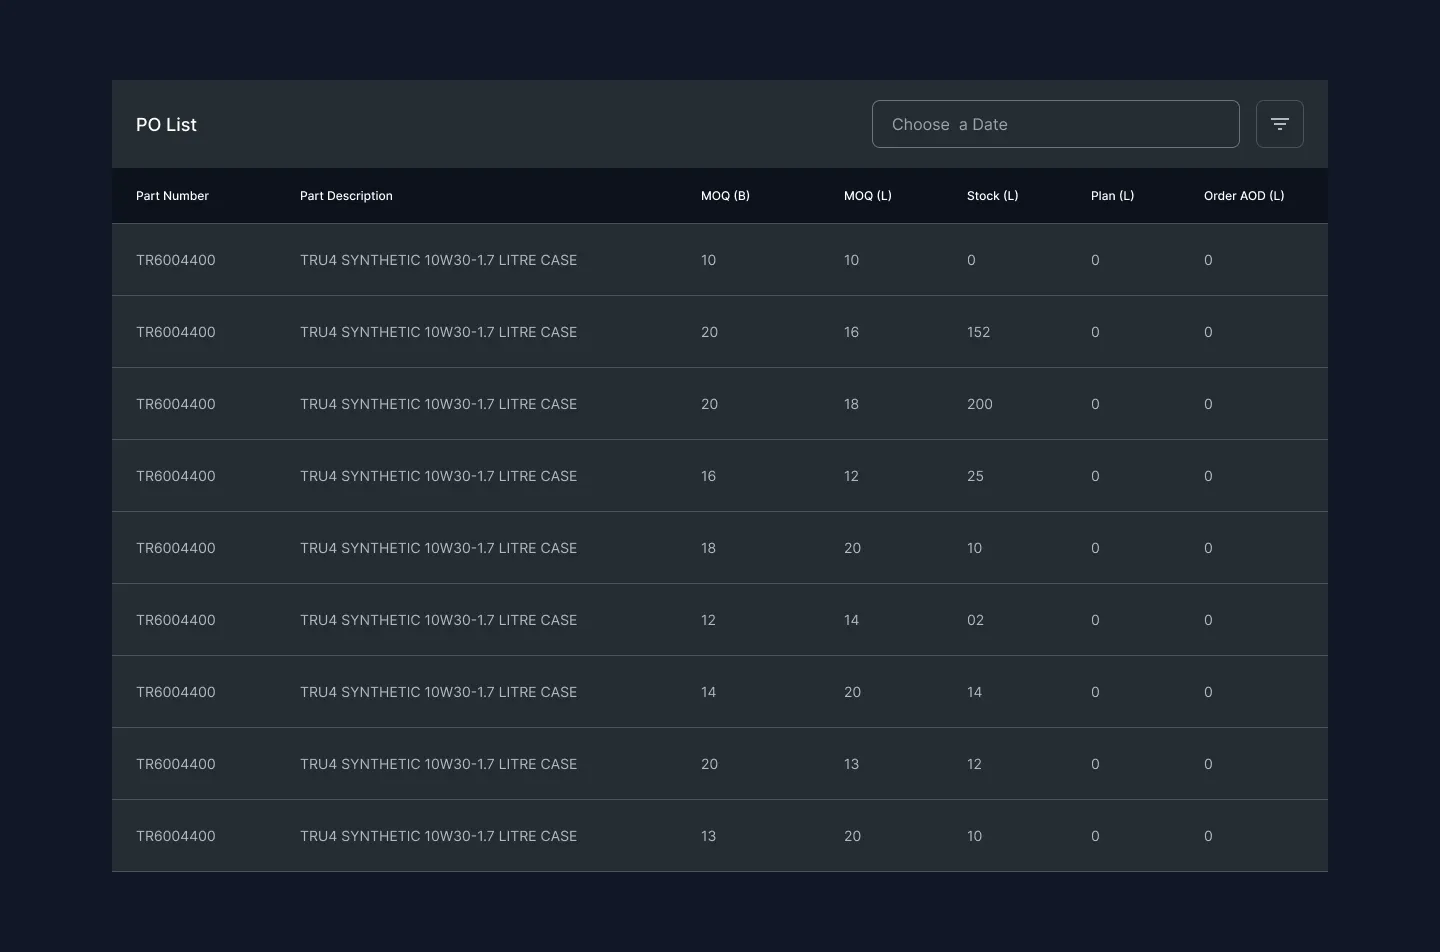 PO List Choose  a Date
Part Number Part Description MOQ (B) MOQ (L) Stock (L) Plan (L) Order AOD (L)
TR6004400 TRU4 SYNTHETIC 10W30-1.7 LITRE CASE 10 10 0 0 0
TR6004400 TRU4 SYNTHETIC 10W30-1.7 LITRE CASE 20 16 152 0 0
TR6004400 TRU4 SYNTHETIC 10W30-1.7 LITRE CASE 20 18 200 0 0
TR6004400 TRU4 SYNTHETIC 10W30-1.7 LITRE CASE 16 12 25 0 0
TR6004400 TRU4 SYNTHETIC 10W30-1.7 LITRE CASE 18 20 10 0 0
TR6004400 TRU4 SYNTHETIC 10W30-1.7 LITRE CASE 12 14 02 0 0
TR6004400 TRU4 SYNTHETIC 10W30-1.7 LITRE CASE 14 20 14 0 0
TR6004400 TRU4 SYNTHETIC 10W30-1.7 LITRE CASE 20 13 12 0 0
TR6004400 TRU4 SYNTHETIC 10W30-1.7 LITRE CASE 13 20 10 0 0